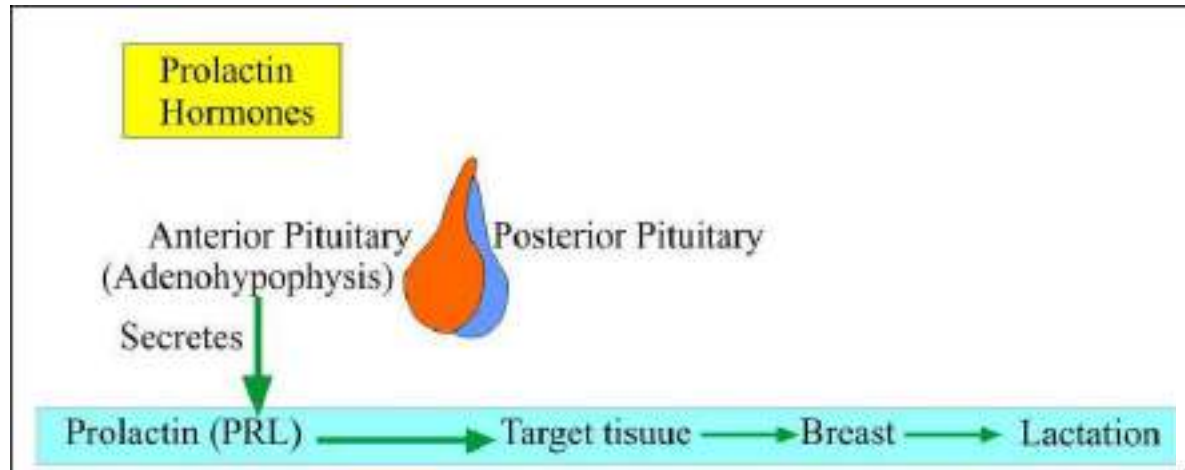 Prolactin
Hormones
Anterior Pituitary
Posterior Pituitary
(Adenohypophysis)
Secretes
Prolactin (PRL)
Target tisuue
Breast
Lactation